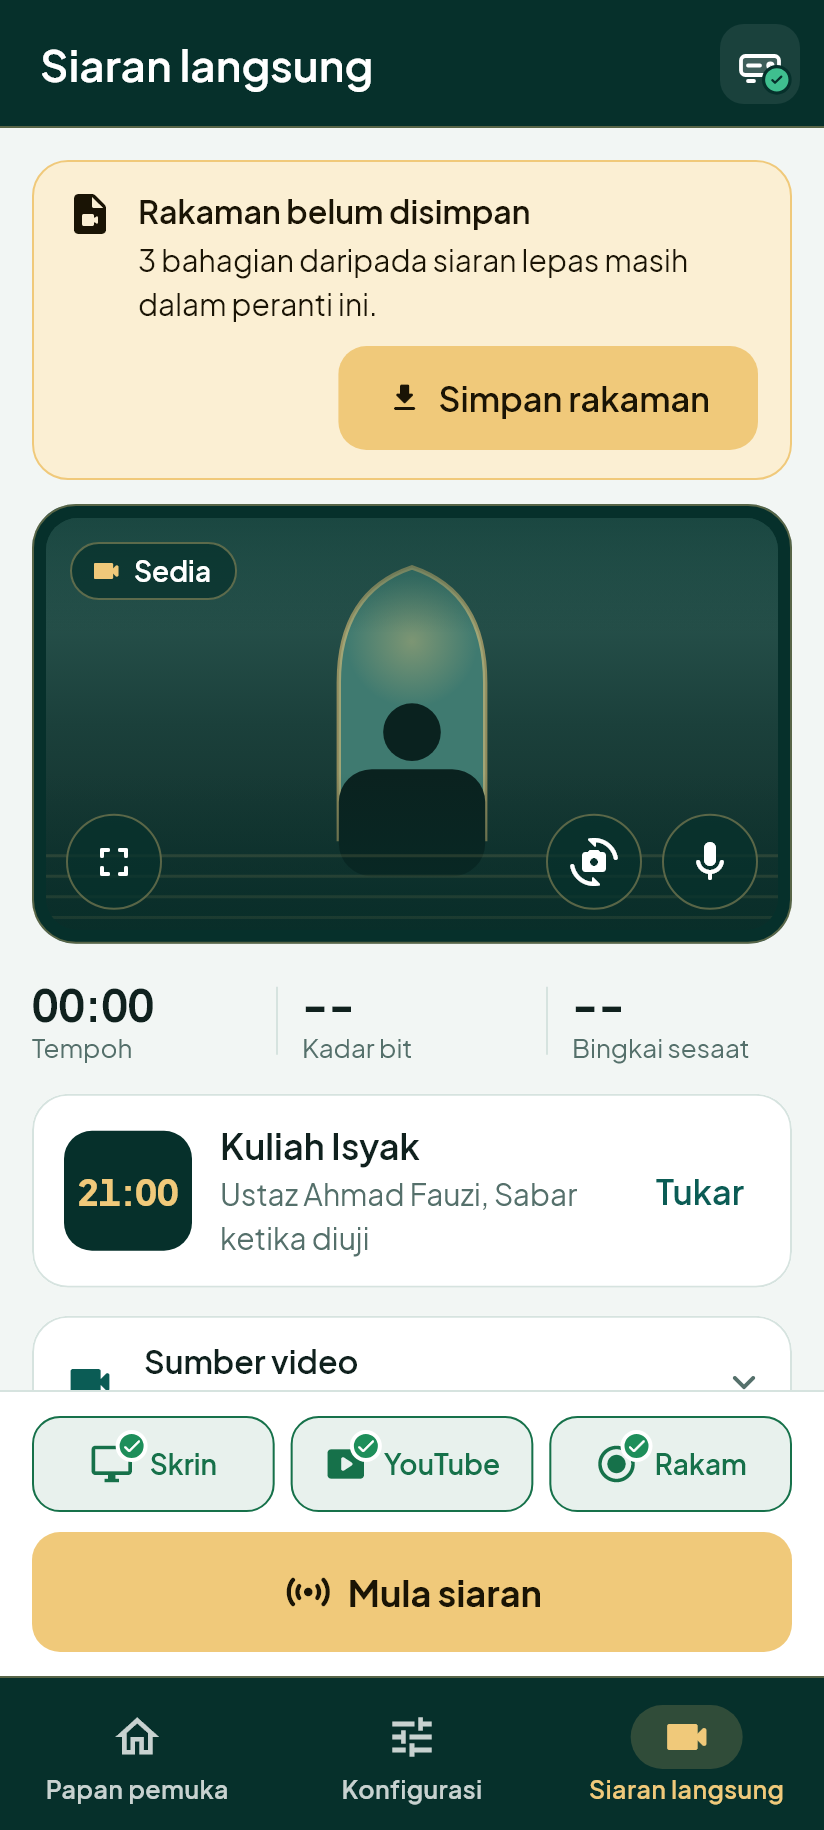 Siaran langsung
Rakaman belum disimpan
3 bahagian daripada siaran lepas masih
dalam peranti ini.
Simpan rakaman
Sedia
00:00
Tempoh
--
Kadar bit
--
Bingkai sesaat
21:00
Kuliah Isyak
Ustaz Ahmad Fauzi, Sabar
ketika diuji
Tukar
Sumber video
Skrin
YouTube
Rakam
Mula siaran
Papan pemuka
Konfigurasi
Siaran langsung